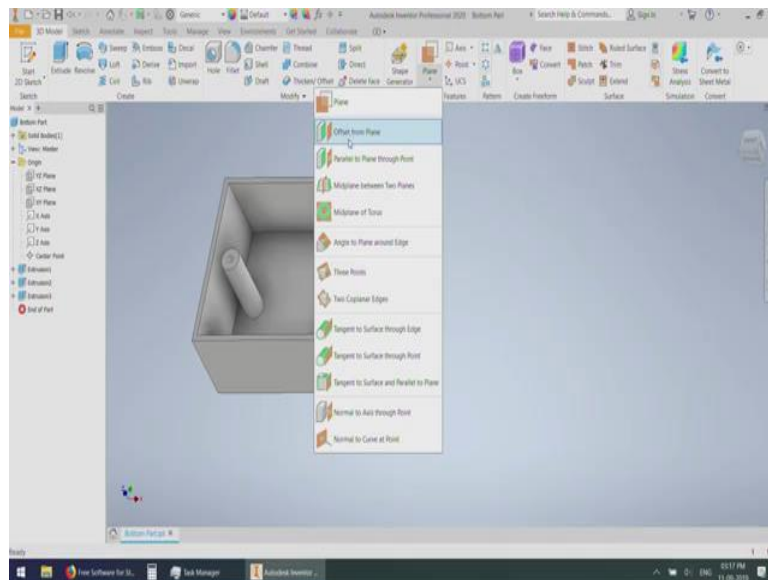 Generic
Default
Autodesk Inventor Professional 2020 Bottom Part
Search Help & Commands...
Sign In
File 3D Model Sketch Annotate Inspect Tools Manage View Environments Get Started Collaborate
Start 2D Sketch
Extrude
Revolve
Sweep Emboss Decal
Loft Derive Import
Coil Rib Unwrap
Hole
Fillet
Chamfer Thread Split
Shell Combine Direct
Draft Thicken/ Offset Delete Face
Shape Generator
Plane
Axis
Point
UCS
Box
Face
Convert
Stitch Ruled Surface
Patch Trim
Sculpt Extend
Stress Analysis
Convert to Sheet Metal
Sketch Create Modify Features Pattern Create Freeform Surface Simulation Convert
Model
Bottom Part
Solid Bodies(1)
View: Master
Origin
YZ Plane
XZ Plane
XY Plane
X Axis
Y Axis
Z Axis
Center Point
Extrusion1
Extrusion2
Extrusion3
End of Part
Plane
Offset from Plane
Parallel to Plane through Point
Midplane between Two Planes
Midplane of Torus
Angle to Plane around Edge
Three Points
Two Coplanar Edges
Tangent to Surface through Edge
Tangent to Surface through Point
Tangent to Surface and Parallel to Plane
Normal to Axis through Point
Normal to Curve at Point
Bottom Part.ipt
Ready
1 1
Free Software for St...
Task Manager
Autodesk Inventor ...
ENG
03:17 PM